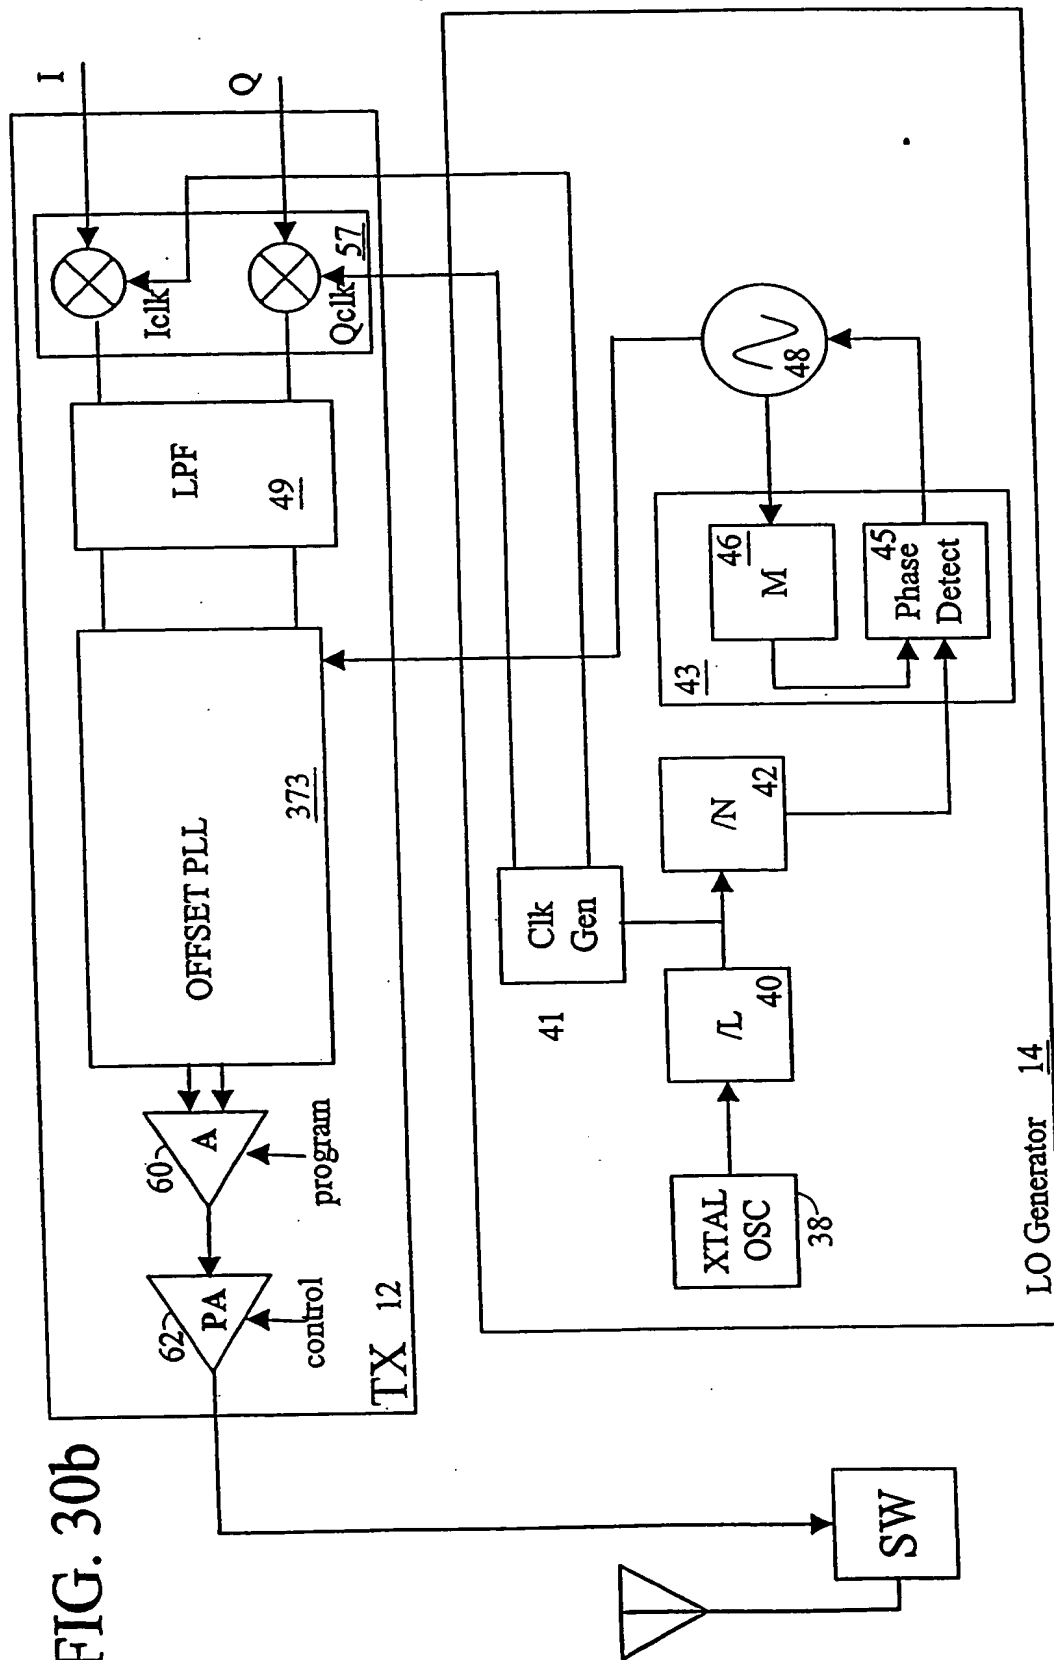 FIG. 30b
TX 12
PA
62
control
A
60
program
OFFSET PLL
373
LPF
49
Iclk
Qclk
57
I
Q
SW
LO Generator 14
XTAL
OSC
38
/L
40
41
Clk
Gen
/N
42
43
46
M
45
Phase
Detect
48